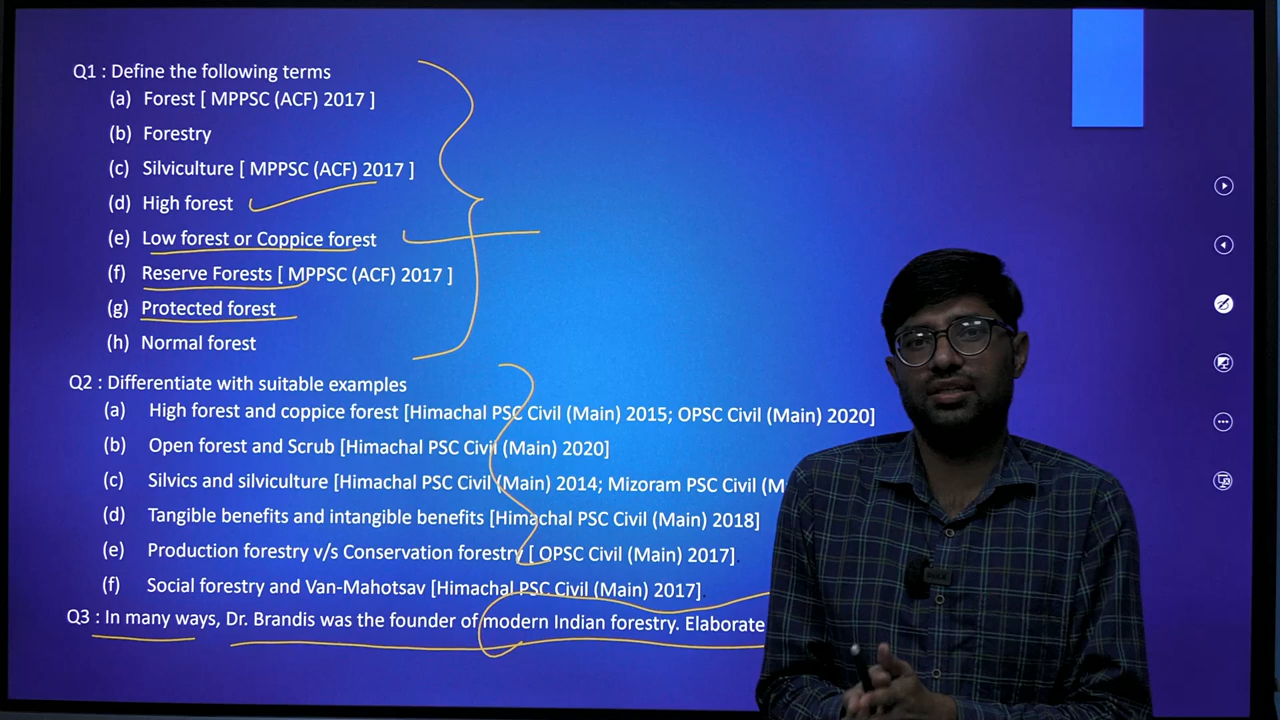 Q1 : Define the following terms
(a) Forest [ MPPSC (ACF) 2017 ]
(b) Forestry
(c) Silviculture [ MPPSC (ACF) 2017 ]
(d) High forest
(e) Low forest or Coppice forest
(f) Reserve Forests [ MPPSC (ACF) 2017 ]
(g) Protected forest
(h) Normal forest
Q2 : Differentiate with suitable examples
(a) High forest and coppice forest [Himachal PSC Civil (Main) 2015; OPSC Civil (Main) 2020]
(b) Open forest and Scrub [Himachal PSC Civil (Main) 2020]
(c) Silvics and silviculture [Himachal PSC Civil (Main) 2014; Mizoram PSC Civil
(d) Tangible benefits and intangible benefits [Himachal PSC Civil (Main) 2018]
(e) Production forestry v/s Conservation forestry [ OPSC Civil (Main) 2017].
(f) Social forestry and Van-Mahotsav [Himachal PSC Civil (Main) 2017].
Q3 : In many ways, Dr. Brandis was the founder of modern Indian forestry. Elaborate